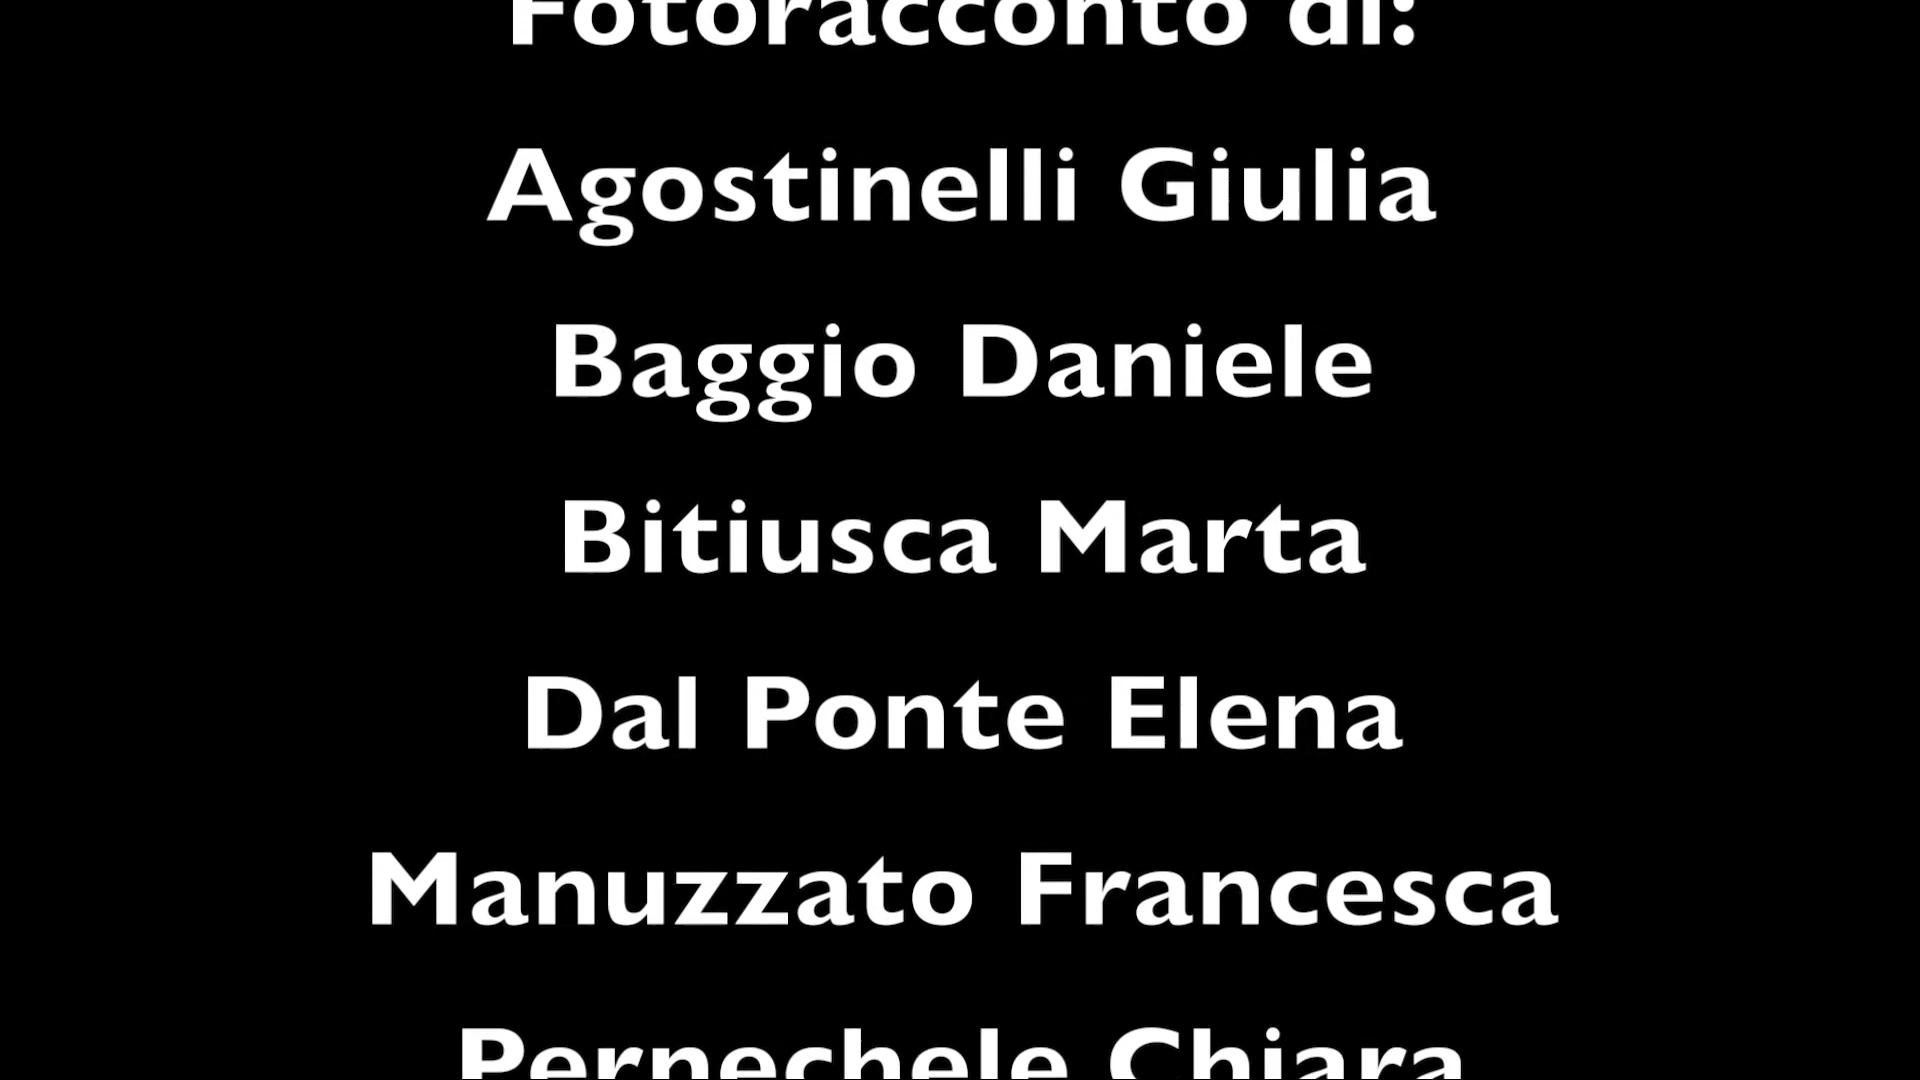 Fotoracconto di:
Agostinelli Giulia
Baggio Daniele
Bitiusca Marta
Dal Ponte Elena
Manuzzato Francesca
Pernechele Chiara